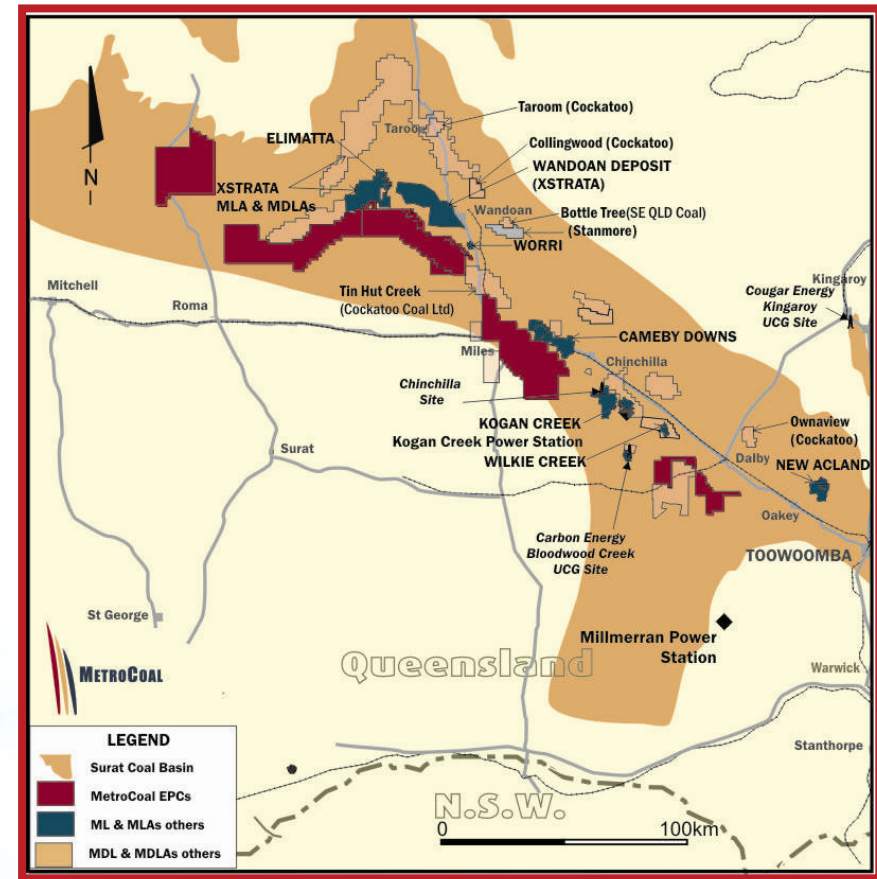 Taroom (Cockatoo)
ELIMATTA
Taroom
Collingwood (Cockatoo)
WANDOAN DEPOSIT
(XSTRATA)
XSTRATA
MLA & MDLAs
N
Wandoan
Bottle Tree(SE QLD Coal)
(Stanmore)
WORRI
Mitchell
Roma
Tin Hut Creek
(Cockatoo Coal Ltd)
Kingaroy
Cougar Energy
Kingaroy
UCG Site
CAMEBY DOWNS
Miles
Chinchilla
Chinchilla
Site
KOGAN CREEK
Kogan Creek Power Station
WILKIE CREEK
Ownaview
(Cockatoo)
Surat
Dalby
NEW ACLAND
Oakey
Carbon Energy
Bloodwood Creek
UCG Site
TOOWOOMBA
St George
Millmerran Power
Station
METROCOAL
Queensland
Warwick
Stanthorpe
LEGEND
Surat Coal Basin
MetroCoal EPCs
ML & MLAs others
MDL & MDLAs others
N.S.W.
0 100km